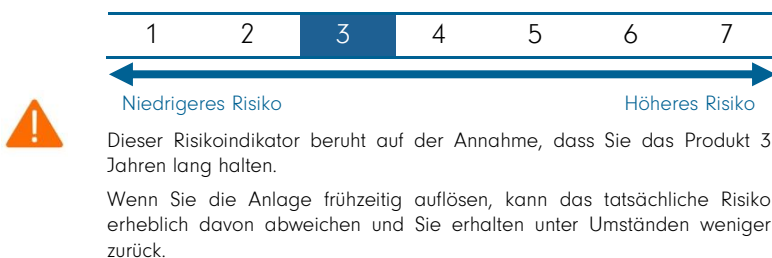 1 2 3 4 5 6 7
Niedrigeres Risiko Höheres Risiko
Dieser Risikoindikator beruht auf der Annahme, dass Sie das Produkt 3
Jahren lang halten.
Wenn Sie die Anlage frühzeitig auflösen, kann das tatsächliche Risiko
erheblich davon abweichen und Sie erhalten unter Umständen weniger
zurück.